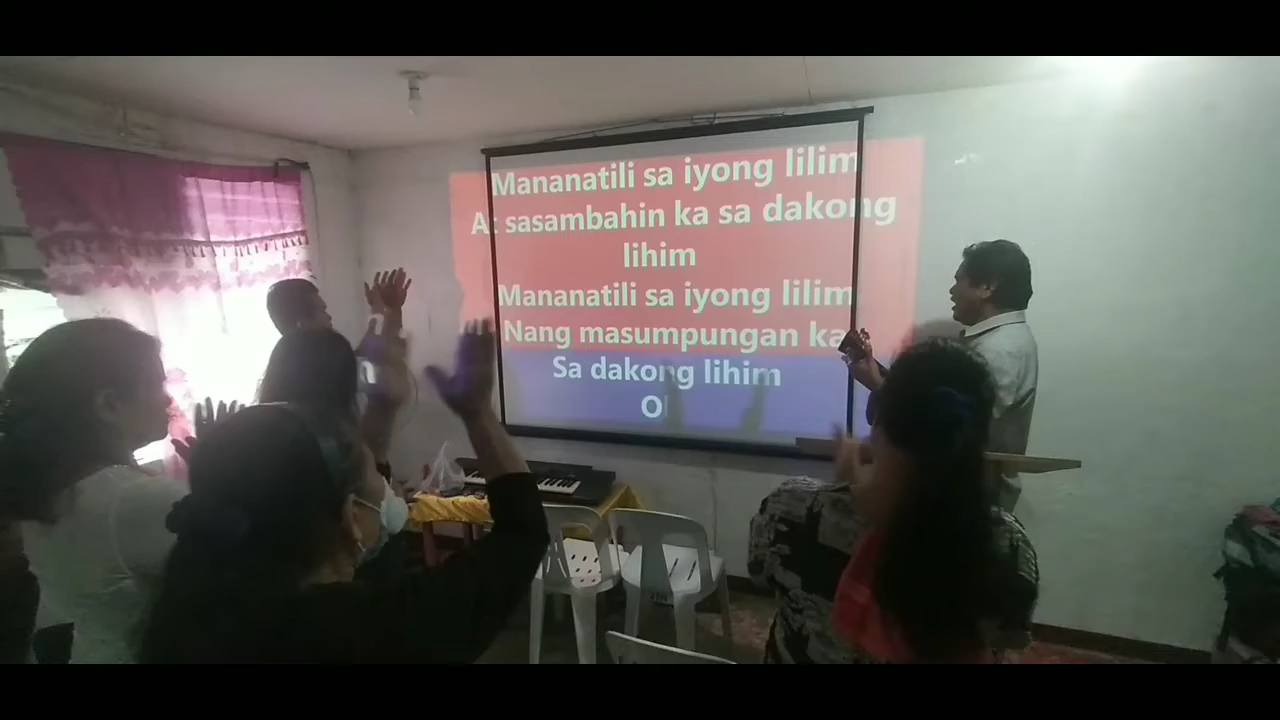 Mananatili sa iyong lilim
At sasambahin ka sa dakong
lihim
Mananatili sa iyong lilim
Nang masumpungan ka
Sa dakong lihim
O